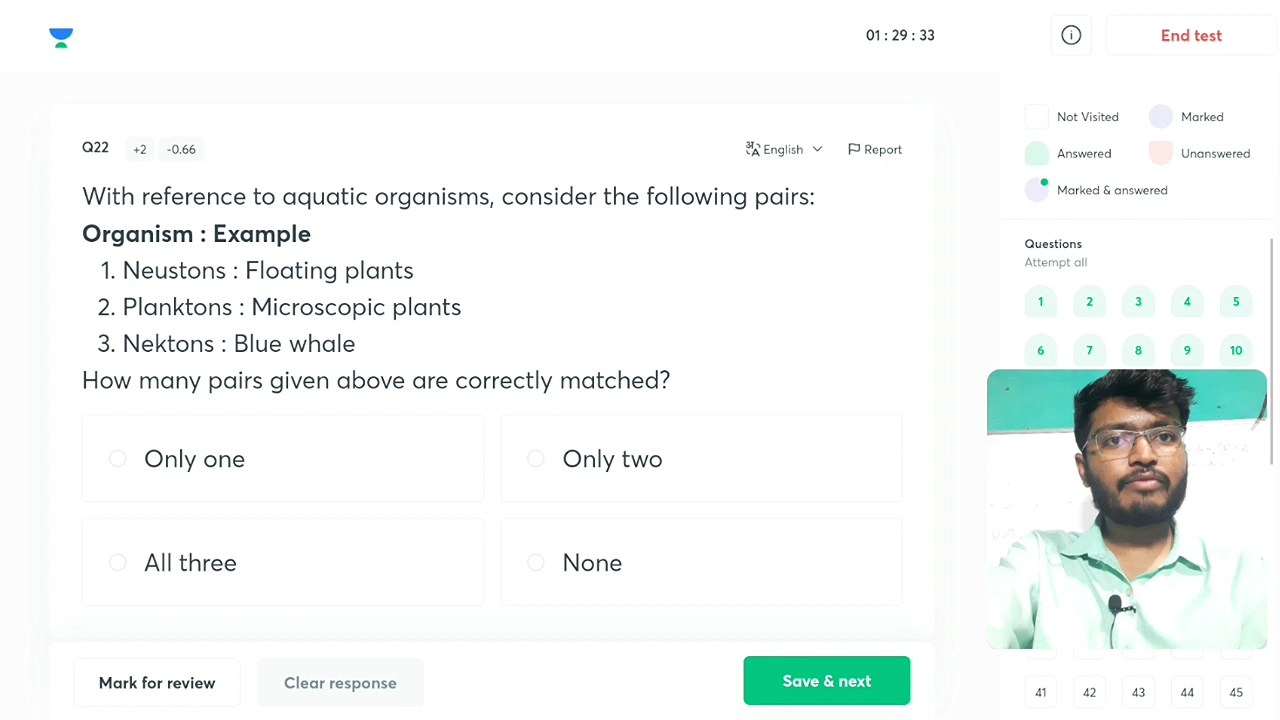 01 : 29 : 33
End test
Q22
+2
-0.66
English
Report
With reference to aquatic organisms, consider the following pairs:
Organism : Example
1. Neustons : Floating plants
2. Planktons : Microscopic plants
3. Nektons : Blue whale
How many pairs given above are correctly matched?
Only one
Only two
All three
None
Mark for review
Clear response
Save & next
Not Visited
Marked
Answered
Unanswered
Marked & answered
Questions
Attempt all
1 2 3 4 5
6 7 8 9 10
41 42 43 44 45